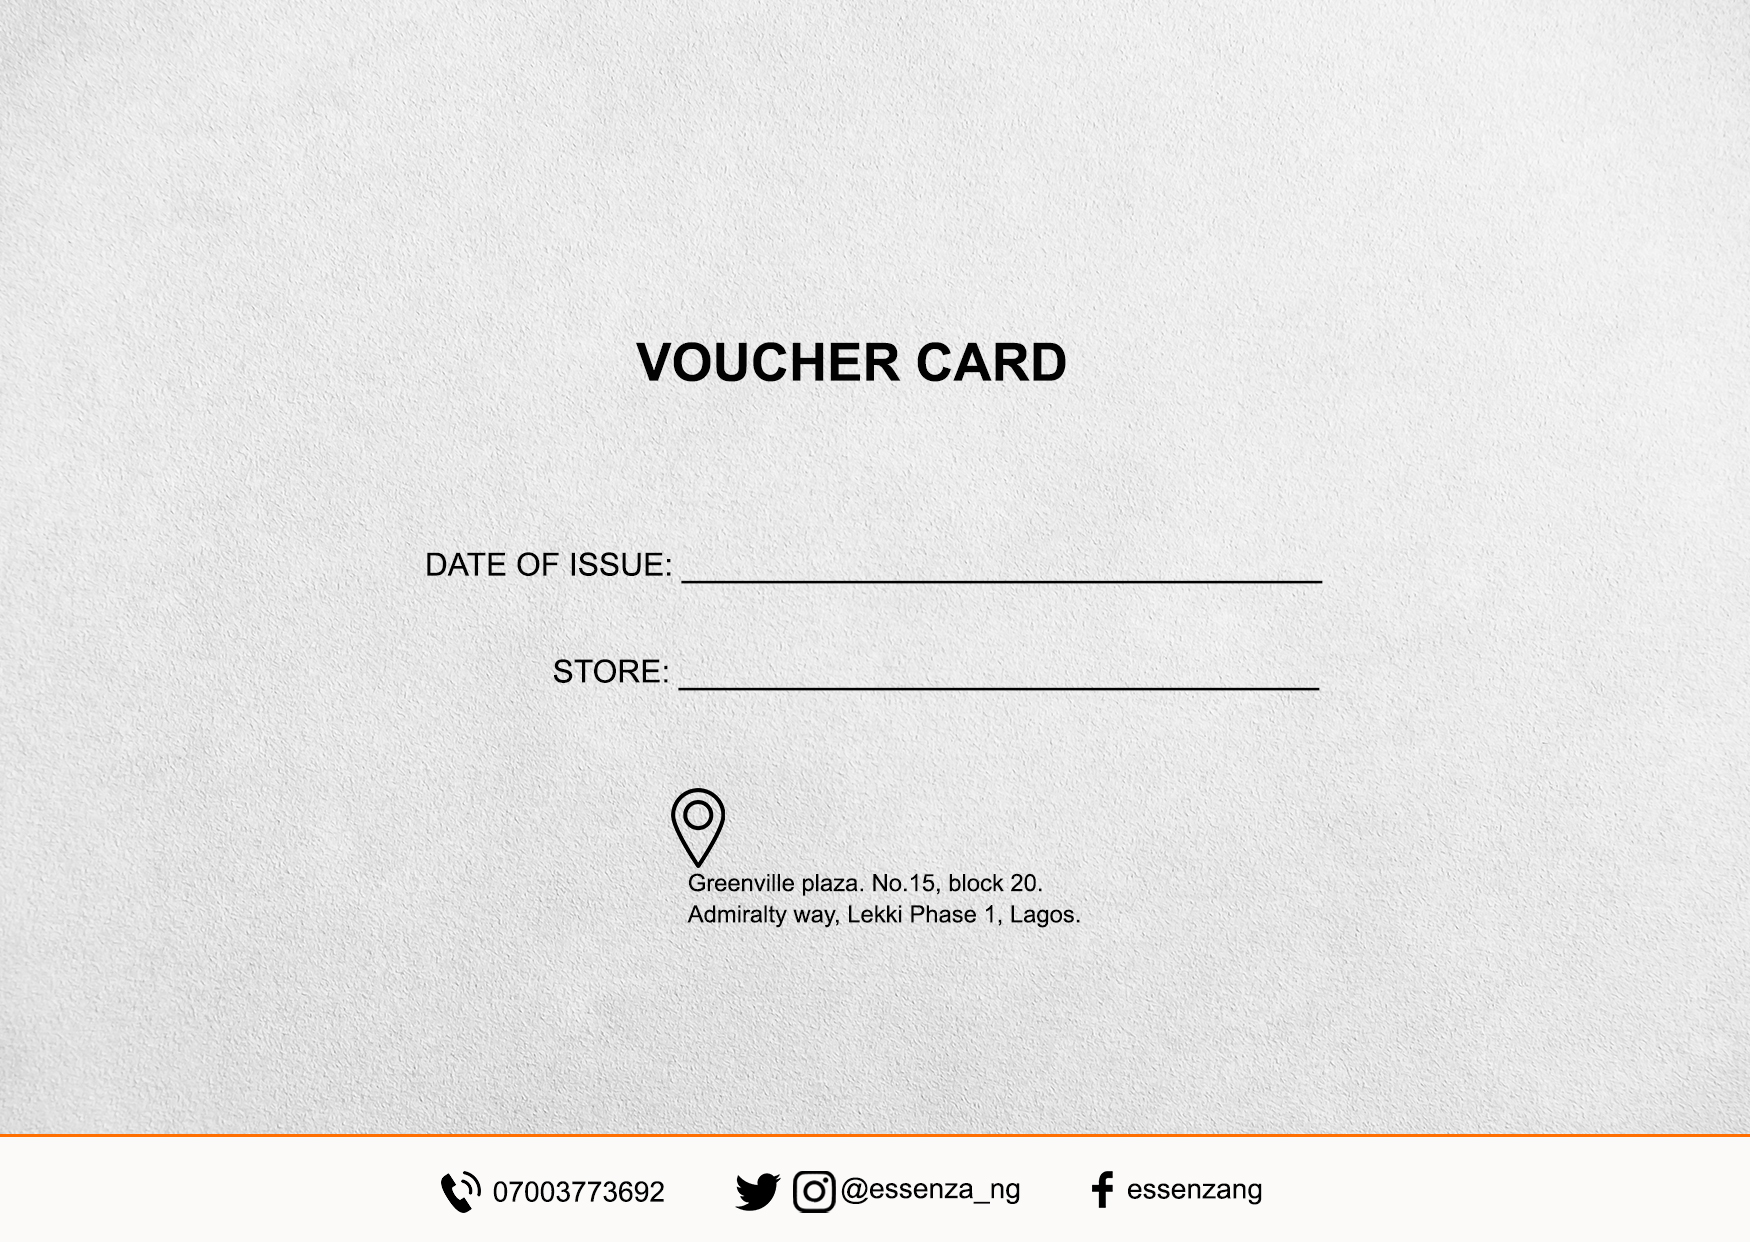 VOUCHER CARD
DATE OF ISSUE: ________________________________
STORE: ________________________________
Greenville plaza. No.15, block 20.
Admiralty way, Lekki Phase 1, Lagos.
07003773692 @essenza_ng essenzang